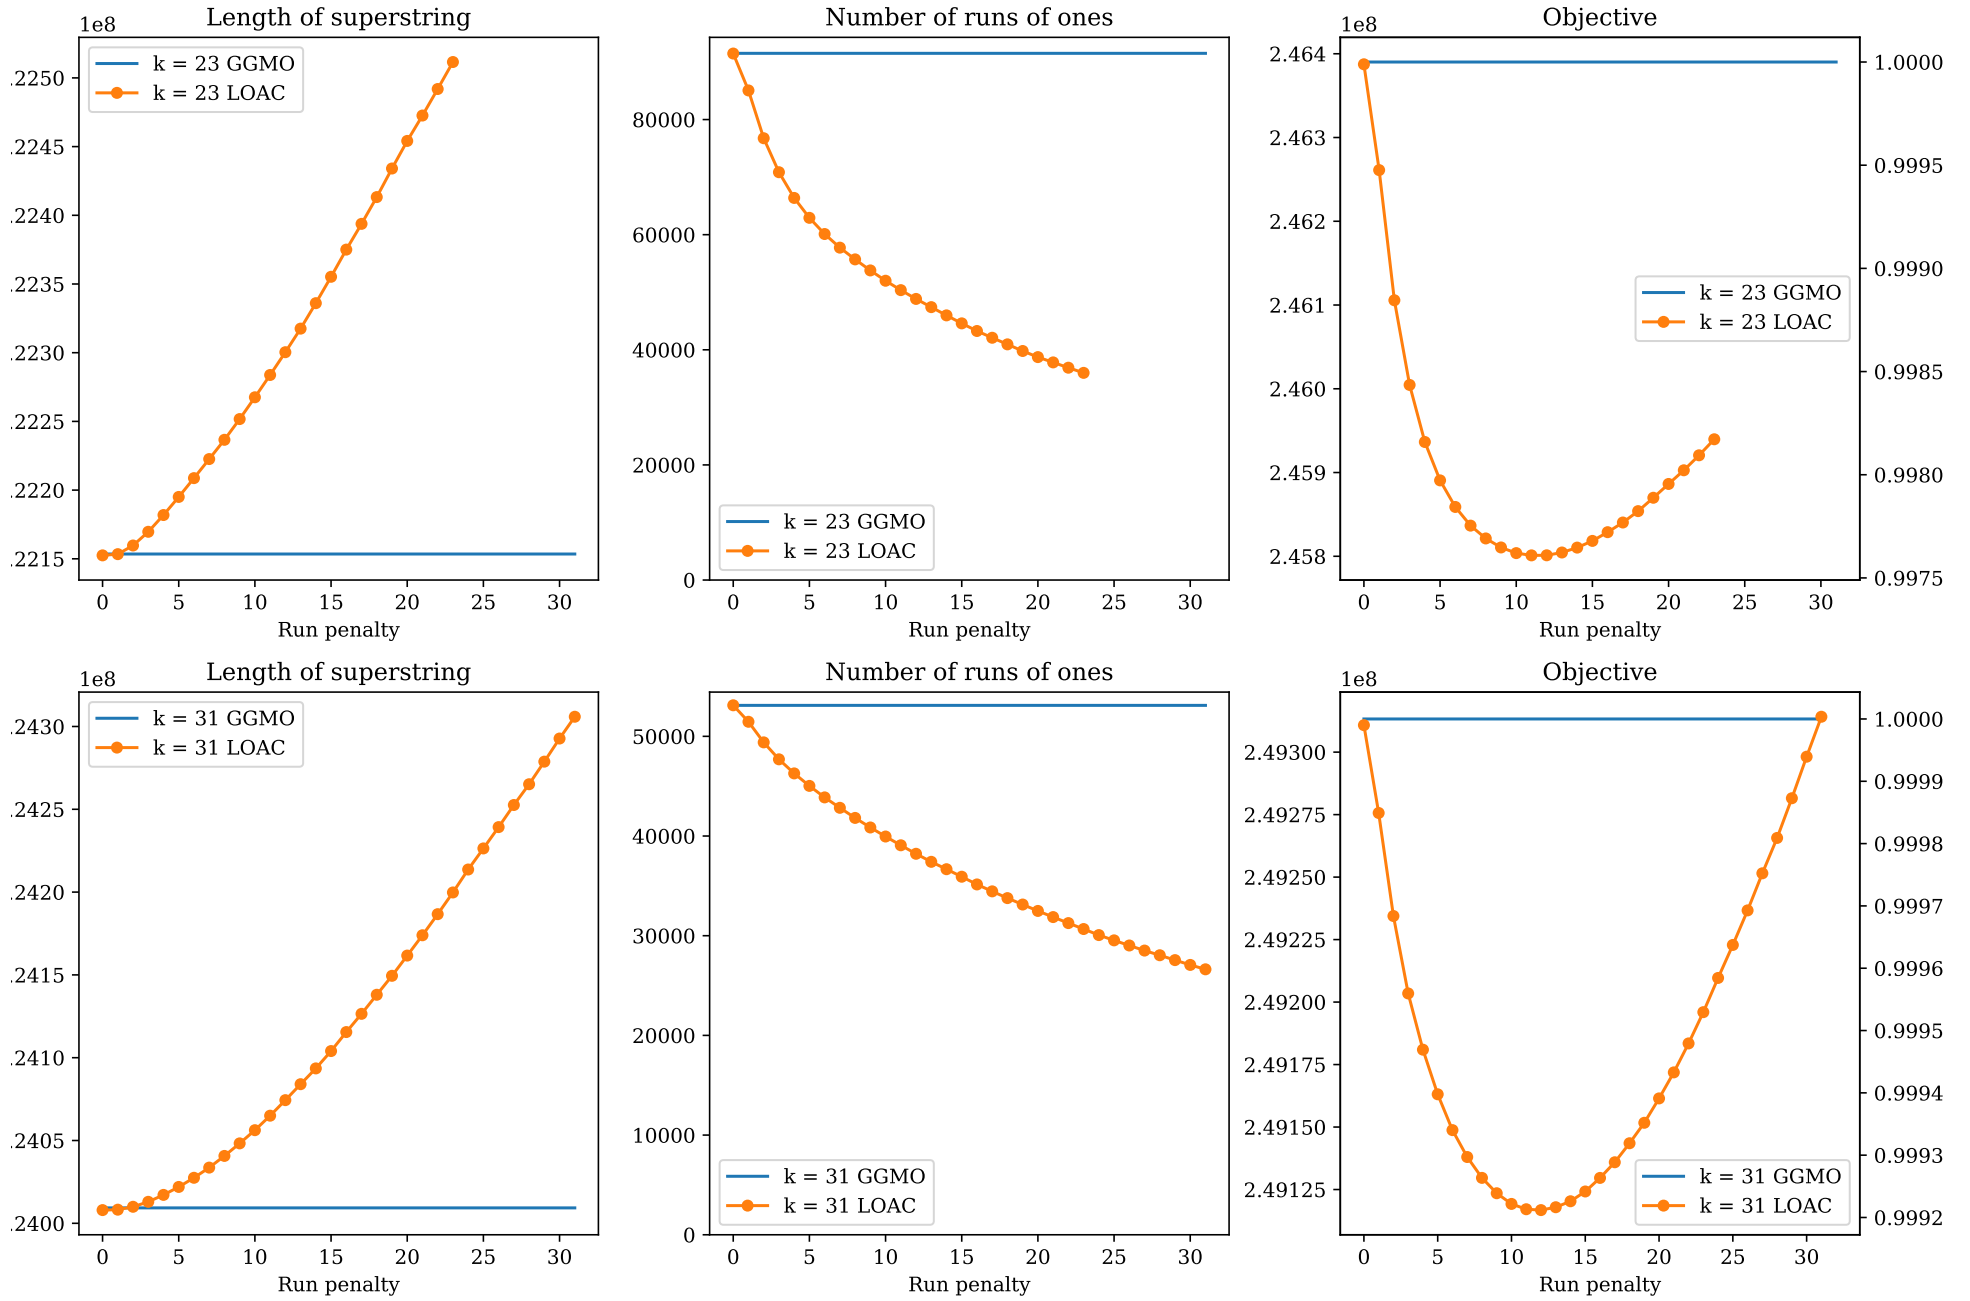 Length of superstring
1e8
.2250
.2245
.2240
.2235
.2230
.2225
.2220
.2215
k = 23 GGMO
k = 23 LOAC
0 5 10 15 20 25 30
Run penalty
Number of runs of ones
80000
60000
40000
20000
0
k = 23 GGMO
k = 23 LOAC
0 5 10 15 20 25 30
Run penalty
Objective
1e8
2.464
2.463
2.462
2.461
2.460
2.459
2.458
1.0000
0.9995
0.9990
0.9985
0.9980
0.9975
k = 23 GGMO
k = 23 LOAC
0 5 10 15 20 25 30
Run penalty
Length of superstring
1e8
.2430
.2425
.2420
.2415
.2410
.2405
.2400
k = 31 GGMO
k = 31 LOAC
0 5 10 15 20 25 30
Run penalty
Number of runs of ones
50000
40000
30000
20000
10000
0
k = 31 GGMO
k = 31 LOAC
0 5 10 15 20 25 30
Run penalty
Objective
1e8
2.49300
2.49275
2.49250
2.49225
2.49200
2.49175
2.49150
2.49125
1.0000
0.9999
0.9998
0.9997
0.9996
0.9995
0.9994
0.9993
0.9992
k = 31 GGMO
k = 31 LOAC
0 5 10 15 20 25 30
Run penalty